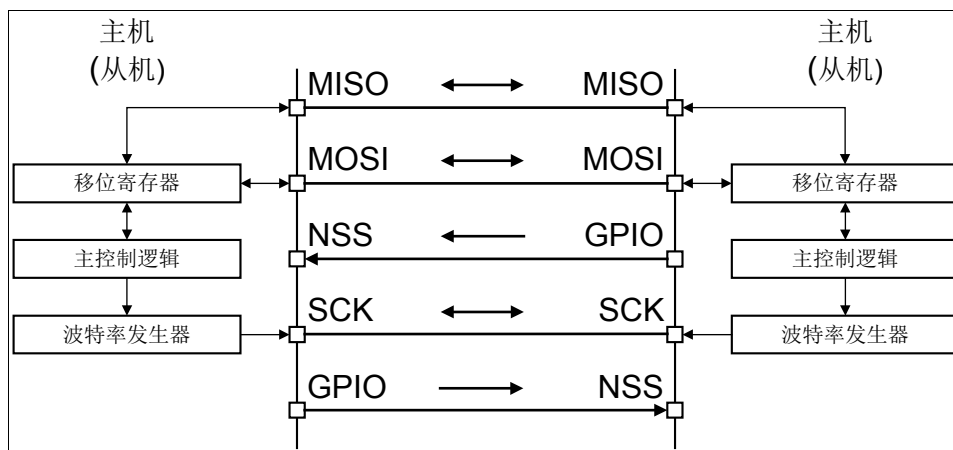 主机 主机
(从机) (从机)
MISO MISO
MOSI MOSI
移位寄存器 移位寄存器
NSS GPIO
主控制逻辑 主控制逻辑
SCK SCK
波特率发生器 波特率发生器
GPIO NSS